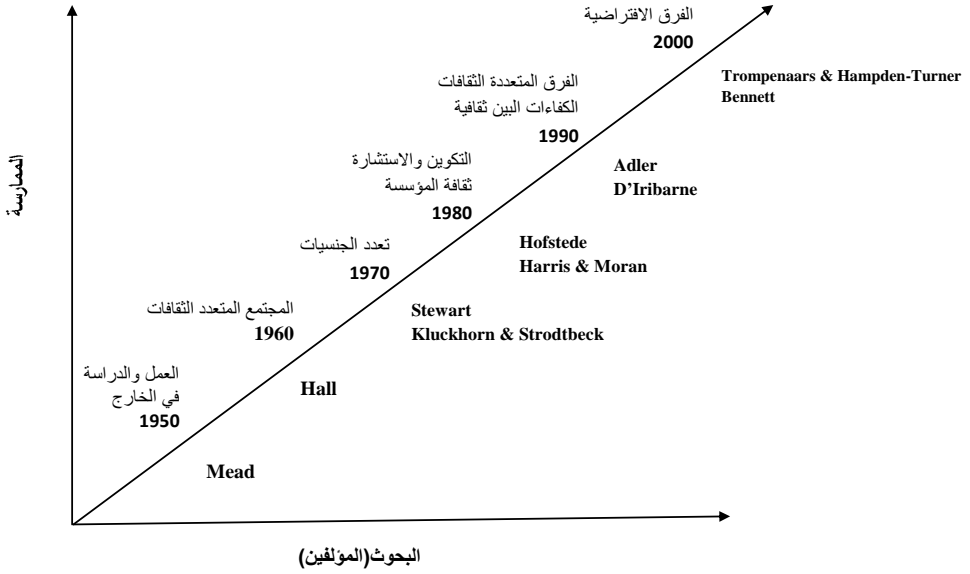 الفرق الافتراضية
2000
Trompenaars & Hampden-Turner
Bennett
الفرق المتعددة الثقافات
الكفاءات البين ثقافية
1990
Adler
D’Iribarne
التكوين والاستشارة
ثقافة المؤسسة
1980
Hofstede
Harris & Moran
تعدد الجنسيات
1970
Stewart
Kluckhorn & Strodtbeck
المجتمع المتعدد الثقافات
1960
Hall
العمل والدراسة
في الخارج
1950
Mead
الممارسة
البحوث(المؤلفين)